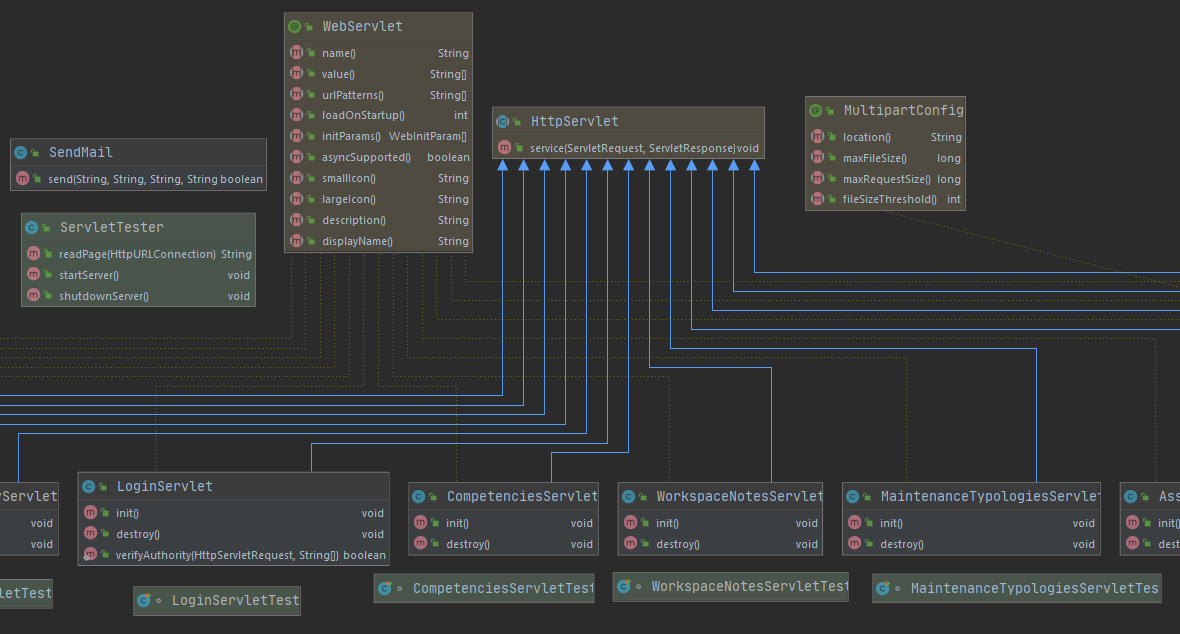 WebServlet
name() String
value() String[]
urlPatterns() String[]
loadOnStartup() int
initParams() WebInitParam[]
asyncSupported() boolean
smallIcon() String
largeIcon() String
description() String
displayName() String
HttpServlet
service(ServletRequest, ServletResponse) void
MultipartConfig
location() String
maxFileSize() long
maxRequestSize() long
fileSizeThreshold() int
SendMail
send(String, String, String, String boolean
ServletTester
readPage(HttpURLConnection) String
startServer() void
shutdownServer() void
Servlet
void
void
LoginServlet
init() void
destroy() void
verifyAuthority(HttpServletRequest, String[]) boolean
CompetenciesServlet
init() void
destroy() void
WorkspaceNotesServlet
init() void
destroy() void
MaintenanceTypologiesServle
init() void
destroy() void
Ass
init()
dest
letTest
LoginServletTest
CompetenciesServletTest
WorkspaceNotesServletTest
MaintenanceTypologiesServletTes